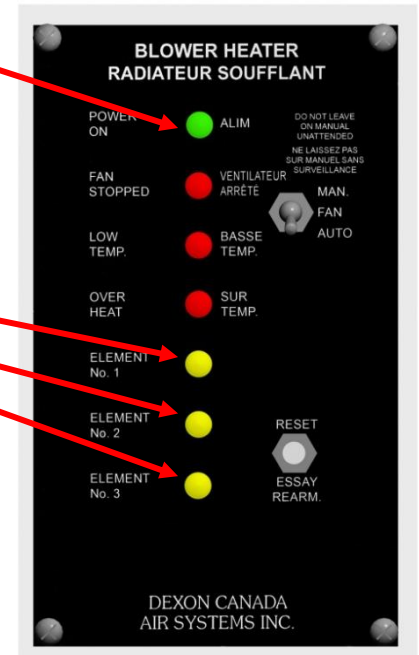 BLOWER HEATER
RADIATEUR SOUFFLANT
POWER ON
ALIM
DO NOT LEAVE
ON MANUAL
UNATTENDED
NE LAISSEZ PAS
SUR MANUEL SANS
SURVEILLANCE
FAN
STOPPED
VENTILATEUR
ARRÊTÉ
MAN.
FAN
AUTO
LOW
TEMP.
BASSE
TEMP.
OVER
HEAT
SUR
TEMP.
ELEMENT
No. 1
ELEMENT
No. 2
ELEMENT
No. 3
RESET
ESSAY
REARM.
DEXON CANADA
AIR SYSTEMS INC.